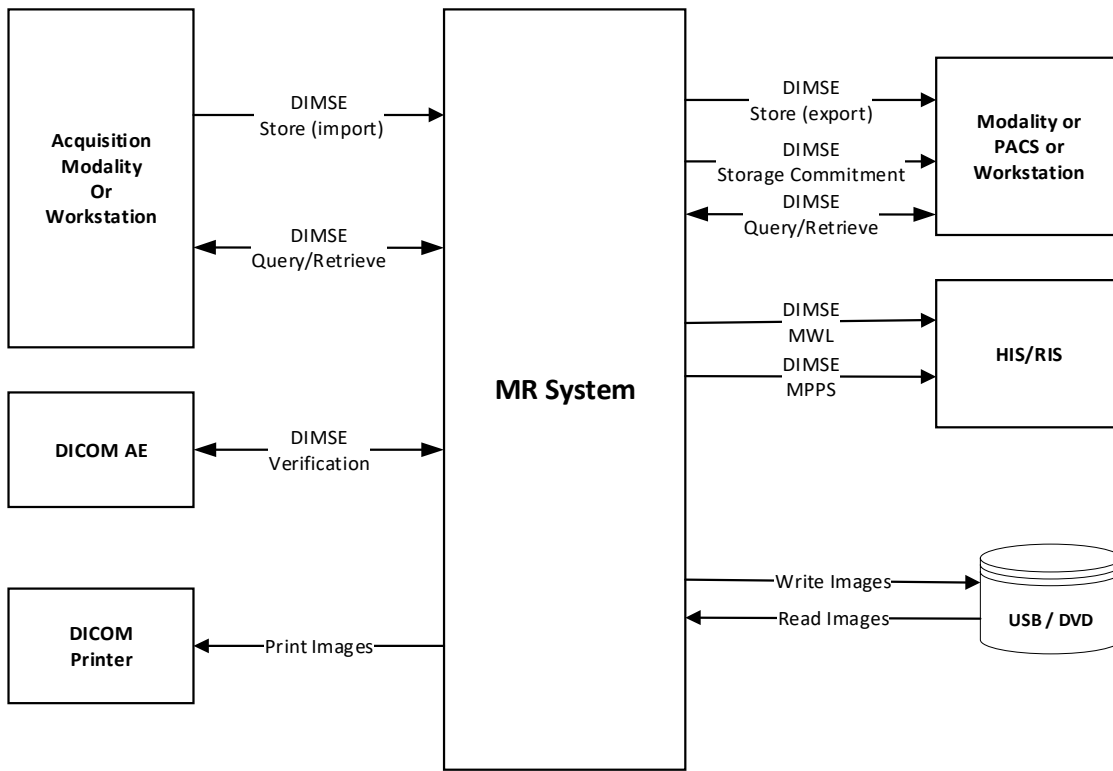 Acquisition
Modality
Or
Workstation
DIMSE
Store (import)
DIMSE
Query/Retrieve
DICOM AE
DIMSE
Verification
DICOM
Printer
Print Images
MR System
DIMSE
Store (export)
DIMSE
Storage Commitment
DIMSE
Query/Retrieve
Modality or
PACS or
Workstation
DIMSE
MWL
DIMSE
MPPS
HIS/RIS
Write Images
Read Images
USB / DVD